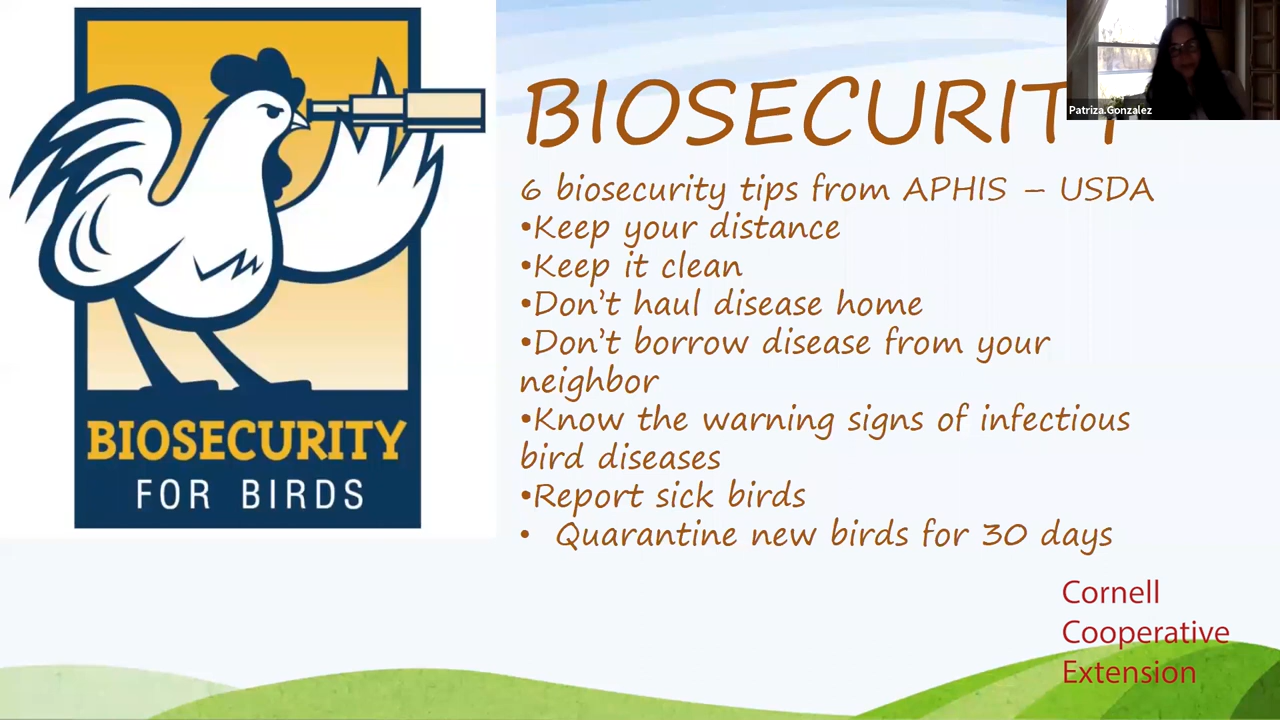 BIOSECURITY
Patriza.Gonzalez
6 biosecurity tips from APHIS – USDA
•Keep your distance
•Keep it clean
•Don't haul disease home
•Don't borrow disease from your
neighbor
•Know the warning signs of infectious
bird diseases
•Report sick birds
• Quarantine new birds for 30 days
BIOSECURITY
FOR BIRDS
Cornell
Cooperative
Extension